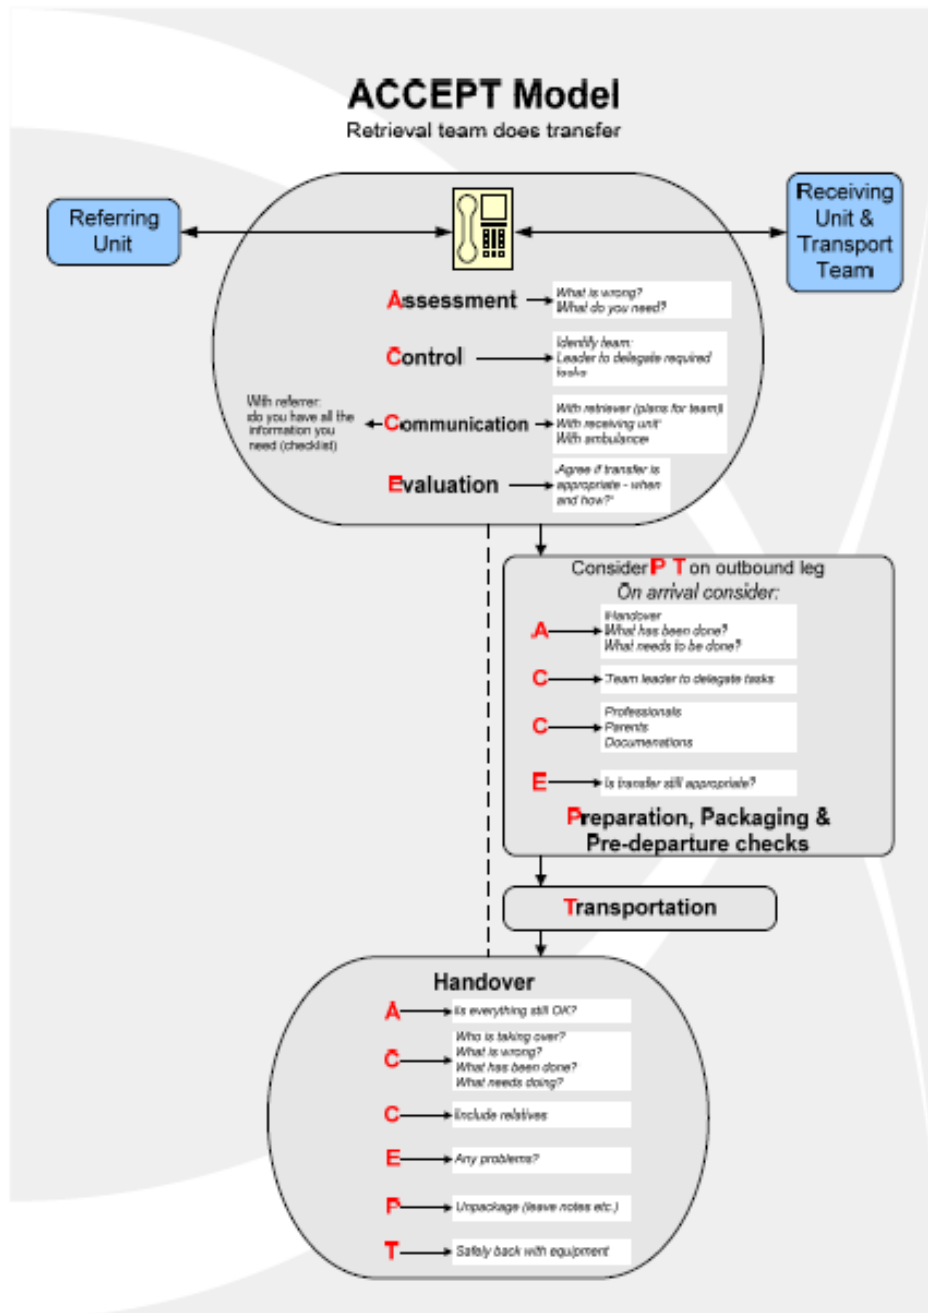 ACCEPT Model
Retrieval team does transfer
Referring
Unit
Receiving
Unit &
Transport
Team
Assessment
What is wrong?
What do you need?
Control
Identify team:
Leader to delegate required
tasks
With referrer:
do you have all the
information you
need (checklist)
Communication
With retriever (plans for team)
With receiving unit
With ambulance
Evaluation
Agree if transfer is
appropriate - when
and how?
Consider P T on outbound leg
On arrival consider:
A
Handover
What has been done?
What needs to be done?
C
Team leader to delegate tasks
C
Professionals
Parents
Documenations
E
Is transfer still appropriate?
Preparation, Packaging &
Pre-departure checks
Transportation
Handover
A
Is everything still OK?
C
Who is taking over?
What is wrong?
What has been done?
What needs doing?
C
Include relatives
E
Any problems?
P
Unpackage (leave notes etc.)
T
Safely back with equipment